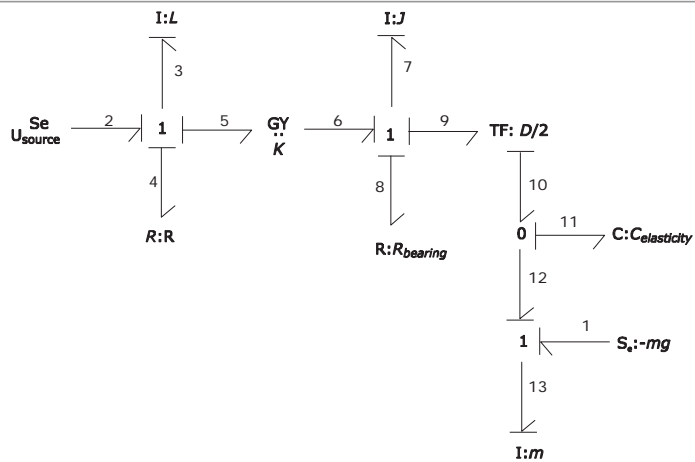 I:L
I:J
3
7
Se
U_source
2
1
5
GY
K
6
1
9
TF: D/2
4
8
10
R:R
R:R_bearing
0
11
C:C_elasticity
12
1
1
S_e:-mg
13
I:m